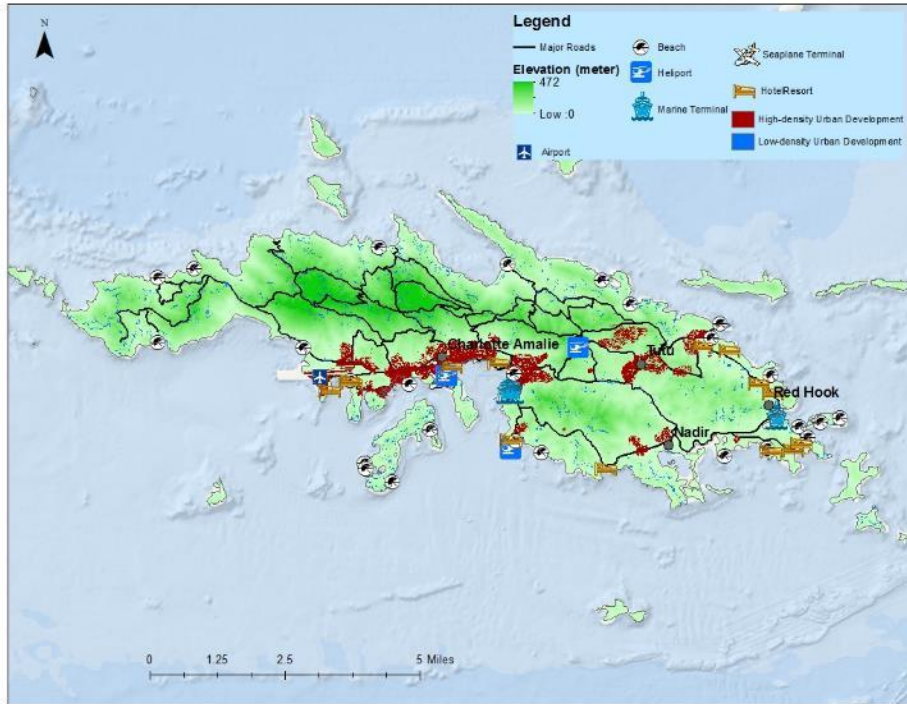 N
Legend
Major Roads
Beach
Seaplane Terminal
Elevation (meter)
472
Low :0
Heliport
HotelResort
Marine Terminal
High-density Urban Development
Airport
Low-density Urban Development
Charlotte Amalie
Tutu
Red Hook
Nadir
0 1.25 2.5 5 Miles